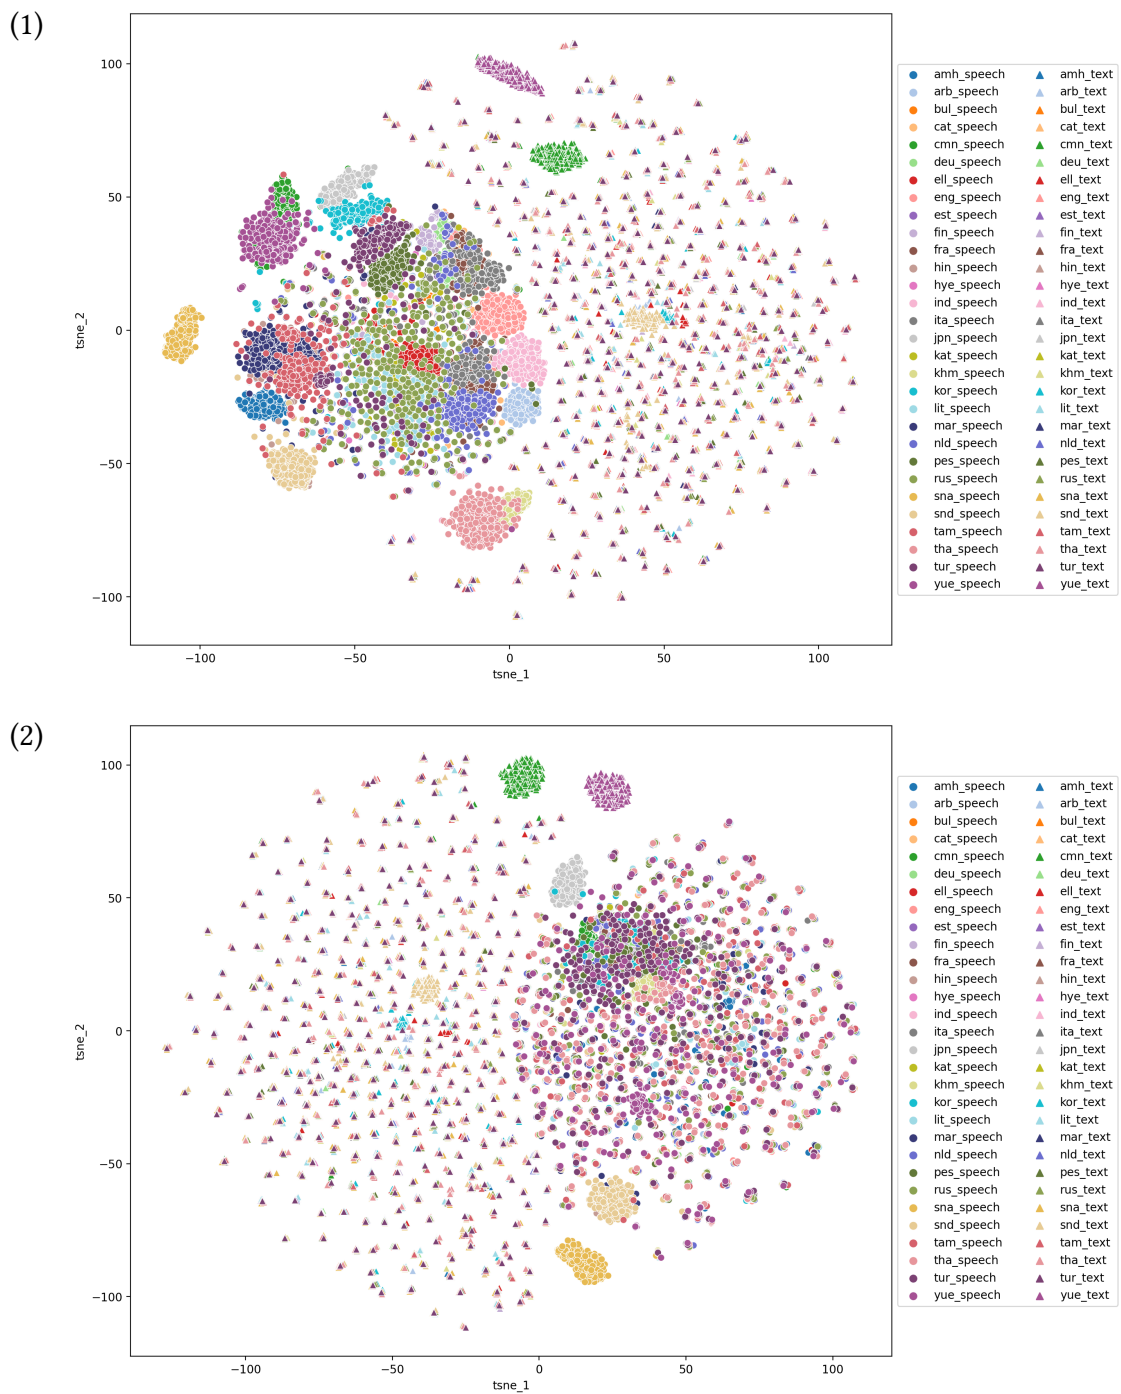 (1)
100
50
0
−50
−100
tsne_2
−100 −50 0 50 100
tsne_1
amh_speech amh_text
arb_speech arb_text
bul_speech bul_text
cat_speech cat_text
cmn_speech cmn_text
deu_speech deu_text
ell_speech ell_text
eng_speech eng_text
est_speech est_text
fin_speech fin_text
fra_speech fra_text
hin_speech hin_text
hye_speech hye_text
ind_speech ind_text
ita_speech ita_text
jpn_speech jpn_text
kat_speech kat_text
khm_speech khm_text
kor_speech kor_text
lit_speech lit_text
mar_speech mar_text
nld_speech nld_text
pes_speech pes_text
rus_speech rus_text
sna_speech sna_text
snd_speech snd_text
tam_speech tam_text
tha_speech tha_text
tur_speech tur_text
yue_speech yue_text
(2)
100
50
0
−50
−100
tsne_2
−100 −50 0 50 100
tsne_1
amh_speech amh_text
arb_speech arb_text
bul_speech bul_text
cat_speech cat_text
cmn_speech cmn_text
deu_speech deu_text
ell_speech ell_text
eng_speech eng_text
est_speech est_text
fin_speech fin_text
fra_speech fra_text
hin_speech hin_text
hye_speech hye_text
ind_speech ind_text
ita_speech ita_text
jpn_speech jpn_text
kat_speech kat_text
khm_speech khm_text
kor_speech kor_text
lit_speech lit_text
mar_speech mar_text
nld_speech nld_text
pes_speech pes_text
rus_speech rus_text
sna_speech sna_text
snd_speech snd_text
tam_speech tam_text
tha_speech tha_text
tur_speech tur_text
yue_speech yue_text